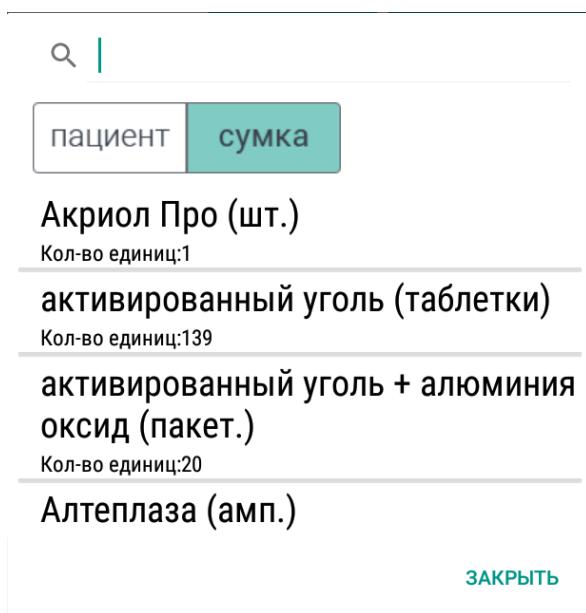 пациент сумка
Акриол Про (шт.)
Кол-во единиц:1
активированный уголь (таблетки)
Кол-во единиц:139
активированный уголь + алюминия
оксид (пакет.)
Кол-во единиц:20
Алтеплаза (амп.)
ЗАКРЫТЬ